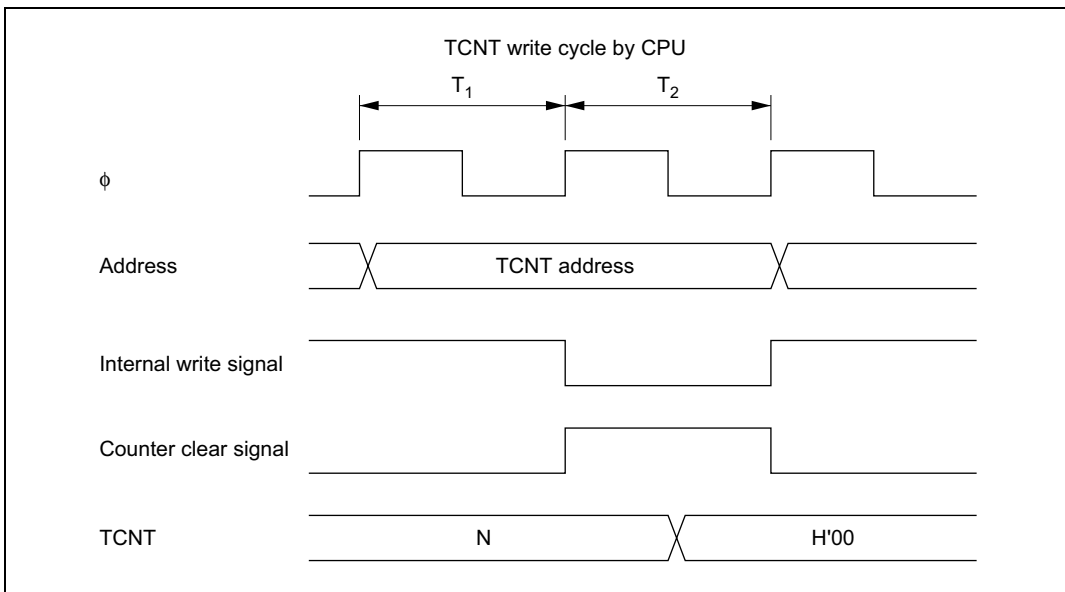 TCNT write cycle by CPU
T1 T2
ϕ
Address TCNT address
Internal write signal
Counter clear signal
TCNT N H'00